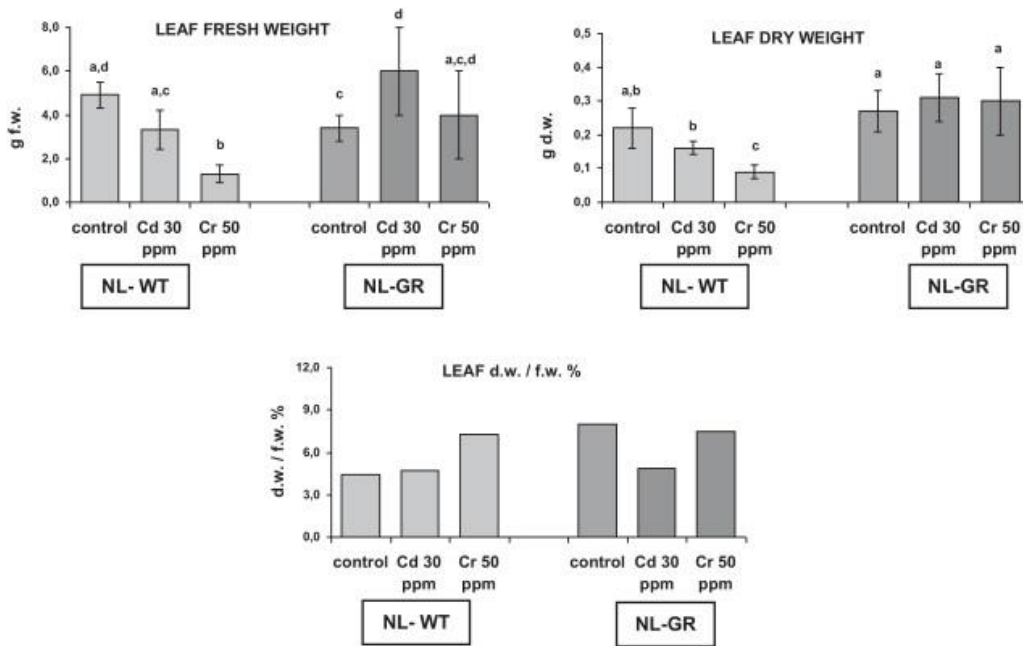 LEAF FRESH WEIGHT
g f.w.
8,0
6,0
4,0
2,0
0,0
a,d
a,c
b
c
d
a,c,d
control Cd 30 ppm Cr 50 ppm control Cd 30 ppm Cr 50 ppm
NL- WT NL-GR
LEAF DRY WEIGHT
g d.w.
0,5
0,4
0,3
0,2
0,1
0,0
a,b
b
c
a
a
a
control Cd 30 ppm Cr 50 ppm control Cd 30 ppm Cr 50 ppm
NL- WT NL-GR
LEAF d.w. / f.w. %
d.w. / f.w. %
12,0
9,0
6,0
3,0
0,0
control Cd 30 ppm Cr 50 ppm control Cd 30 ppm Cr 50 ppm
NL- WT NL-GR